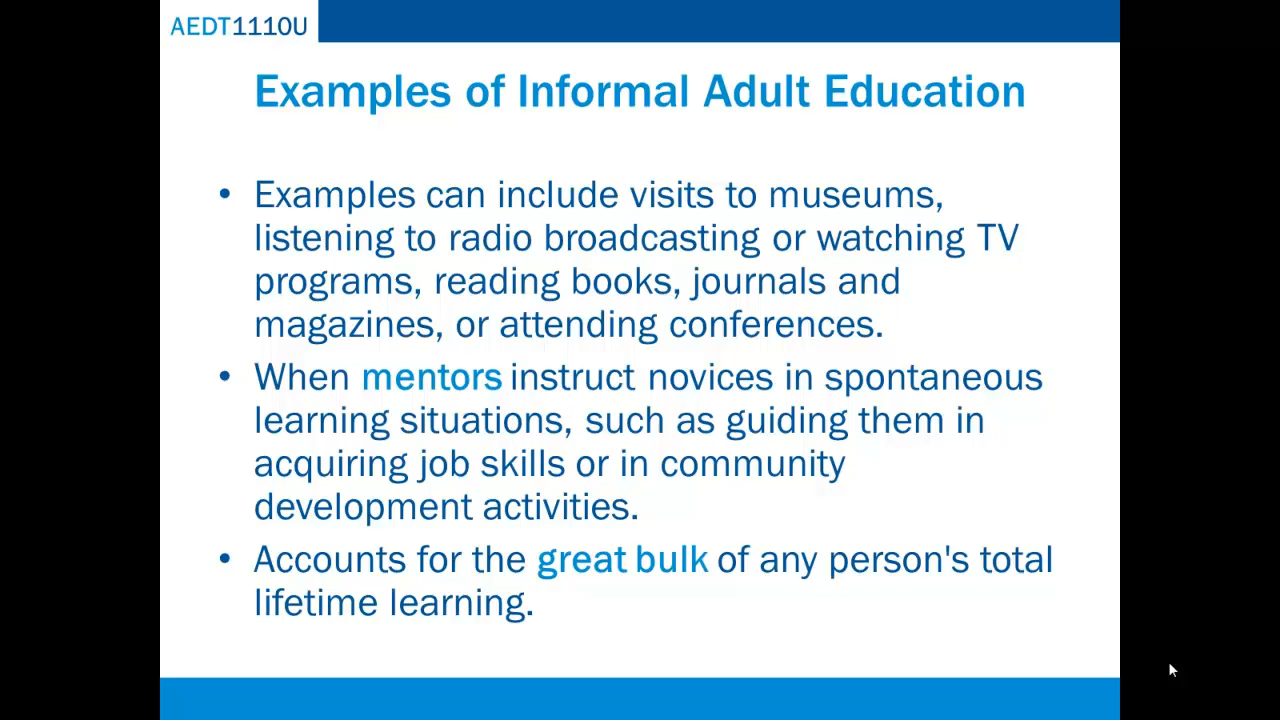 AEDT1110U
Examples of Informal Adult Education
• Examples can include visits to museums,
listening to radio broadcasting or watching TV
programs, reading books, journals and
magazines, or attending conferences.
• When mentors instruct novices in spontaneous
learning situations, such as guiding them in
acquiring job skills or in community
development activities.
• Accounts for the great bulk of any person's total
lifetime learning.